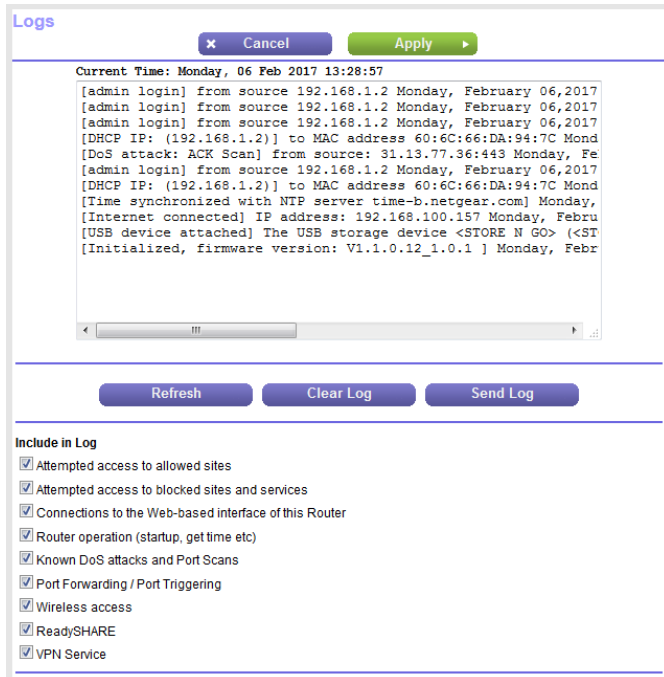 Logs
Cancel
Apply
Current Time: Monday, 06 Feb 2017 13:28:57
[admin login] from source 192.168.1.2 Monday, February 06,2017
[admin login] from source 192.168.1.2 Monday, February 06,2017
[admin login] from source 192.168.1.2 Monday, February 06,2017
[DHCP IP: (192.168.1.2)] to MAC address 60:6C:66:DA:94:7C Mond
[DoS attack: ACK Scan] from source: 31.13.77.36:443 Monday, Fe
[admin login] from source 192.168.1.2 Monday, February 06,2017
[DHCP IP: (192.168.1.2)] to MAC address 60:6C:66:DA:94:7C Mond
[Time synchronized with NTP server time-b.netgear.com] Monday,
[Internet connected] IP address: 192.168.100.157 Monday, Febru
[USB device attached] The USB storage device <STORE N GO> (<ST
[Initialized, firmware version: V1.1.0.12_1.0.1 ] Monday, Febr
Refresh
Clear Log
Send Log
Include in Log
Attempted access to allowed sites
Attempted access to blocked sites and services
Connections to the Web-based interface of this Router
Router operation (startup, get time etc)
Known DoS attacks and Port Scans
Port Forwarding / Port Triggering
Wireless access
ReadySHARE
VPN Service